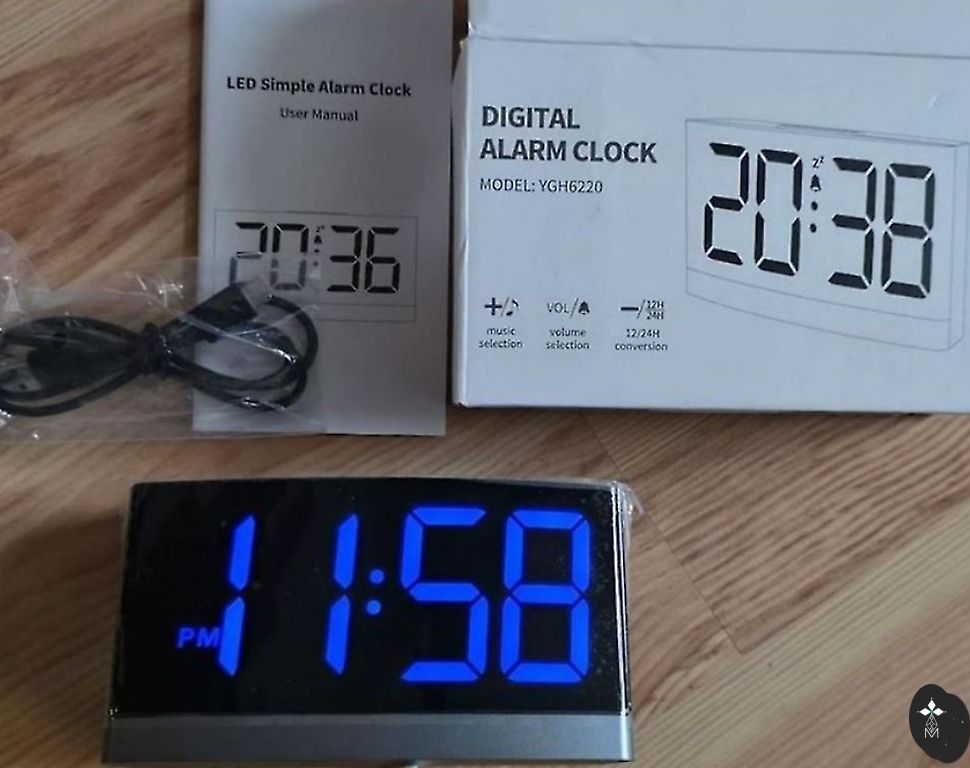 LED Simple Alarm Clock
User Manual
20:36
DIGITAL
ALARM CLOCK
MODEL: YGH6220
zz
20:38
+/♪
music
selection
VOL/
volume
selection
−/12H
24H
12/24H
conversion
PM
11:58
M